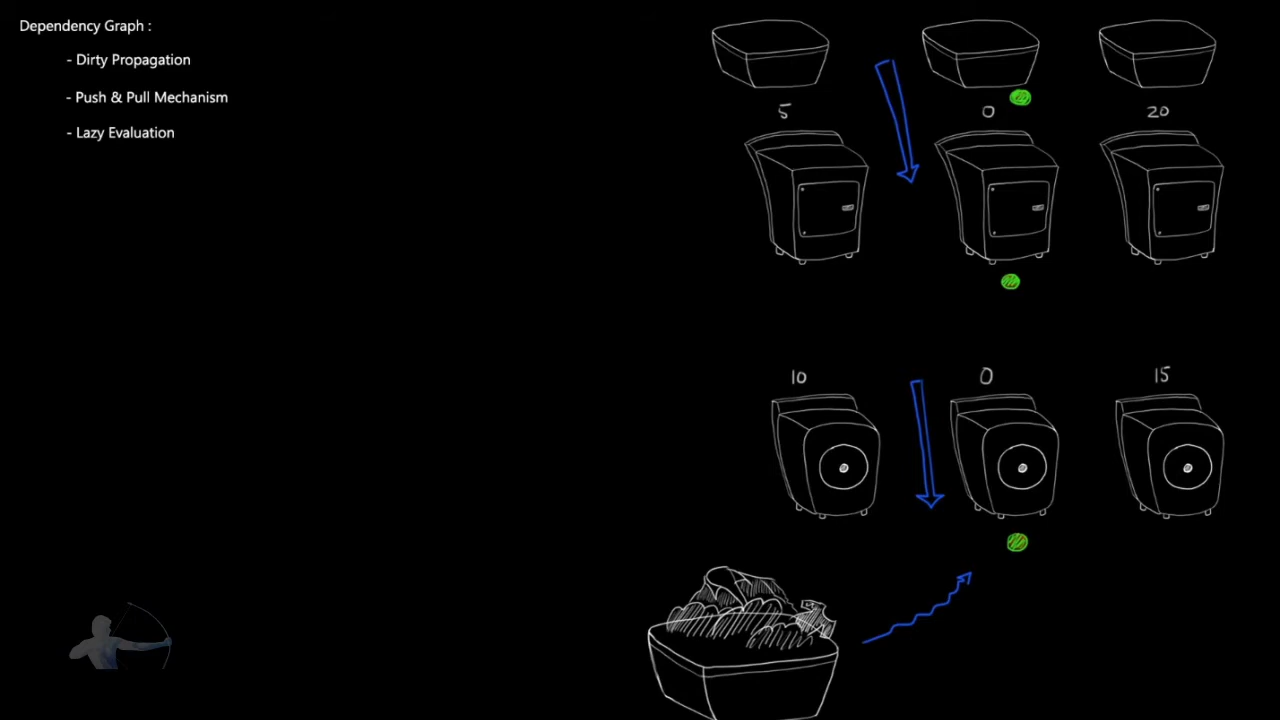 Dependency Graph :
- Dirty Propagation
- Push & Pull Mechanism
- Lazy Evaluation
5 0 20
10 0 15